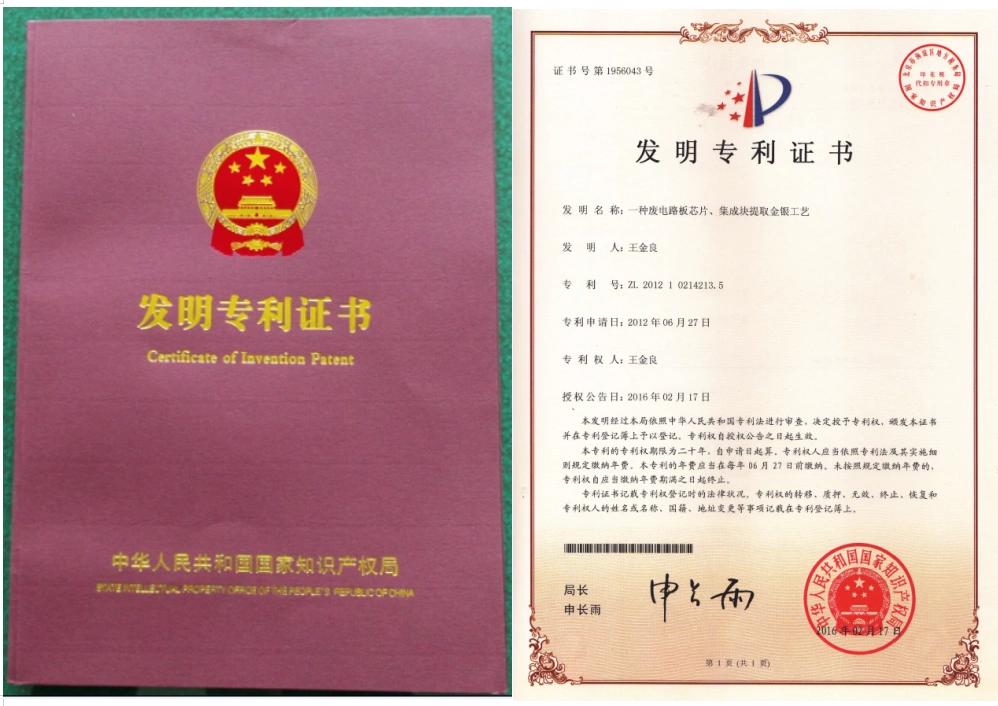 发明专利证书
Certificate of Invention Patent
中华人民共和国国家知识产权局
STATE INTELLECTUAL PROPERTY OFFICE OF THE PEOPLE'S REPUBLIC OF CHINA
证书号第1956043号
印花税
代扣专用章
国家知识产权局
发明专利证书
发明名称：一种废电路板芯片、集成块提取金银工艺
发明人：王金良
专利号：ZL 2012 1 0214213.5
专利申请日：2012年06月27日
专利权人：王金良
授权公告日：2016年02月17日
本发明经过本局依照中华人民共和国专利法进行审查，决定授予专利权，颁发本证书
并在专利登记簿上予以登记。专利权自授权公告之日起生效。
本专利的专利权期限为二十年，自申请日起算。专利权人应当依照专利法及其实施细
则规定缴纳年费。本专利的年费应当在每年06月27日前缴纳。未按照规定缴纳年费的，
专利权自应当缴纳年费期满之日起终止。
专利证书记载专利权登记时的法律状况。专利权的转移、质押、无效、终止、恢复和
专利权人的姓名或名称、国籍、地址变更等事项记载在专利登记簿上。
局长
申长雨
申长雨
中华人民共和国国家知识产权局
2016年02月17日
第1页(共1页)